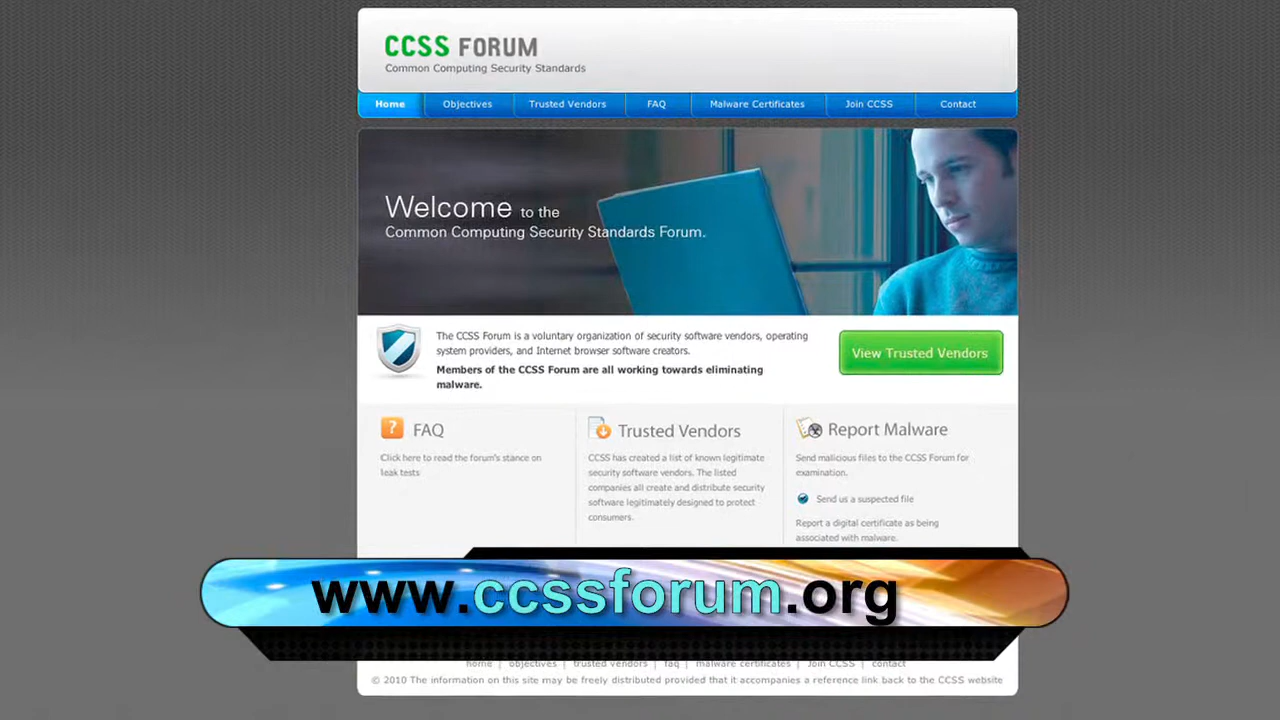 CCSS FORUM
Common Computing Security Standards
Home Objectives Trusted Vendors FAQ Malware Certificates Join CCSS Contact
Welcome to the
Common Computing Security Standards Forum.
The CCSS Forum is a voluntary organization of security software vendors, operating
system providers, and Internet browser software creators.
Members of the CCSS Forum are all working towards eliminating
malware.
View Trusted Vendors
FAQ
Click here to read the forum's stance on
leak tests
Trusted Vendors
CCSS has created a list of known legitimate
security software vendors. The listed
companies all create and distribute security
software legitimately designed to protect
consumers.
Report Malware
Send malicious files to the CCSS Forum for
examination.
Send us a suspected file
Report a digital certificate as being
associated with malware.
www.ccssforum.org
home | objectives | trusted vendors | faq | malware certificates | Join CCSS | contact
© 2010 The information on this site may be freely distributed provided that it accompanies a reference link back to the CCSS website